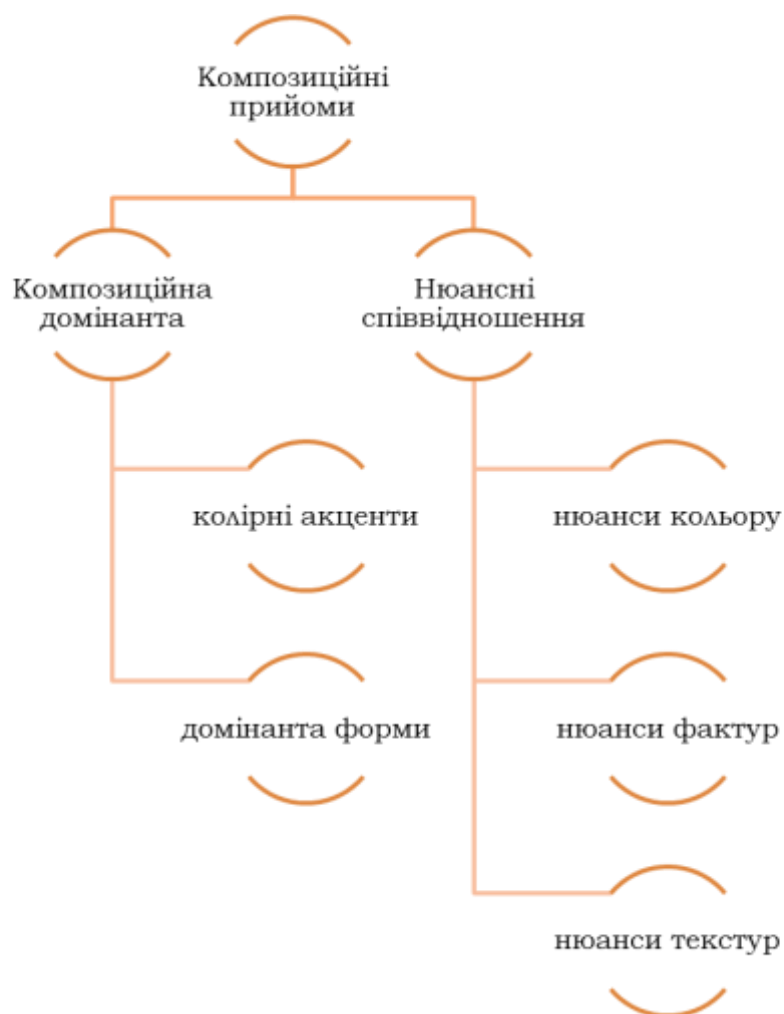 Композиційні
прийоми
Композиційна
домінанта
Нюансні
співвідношення
колірні акценти
домінанта форми
нюанси кольору
нюанси фактур
нюанси текстур